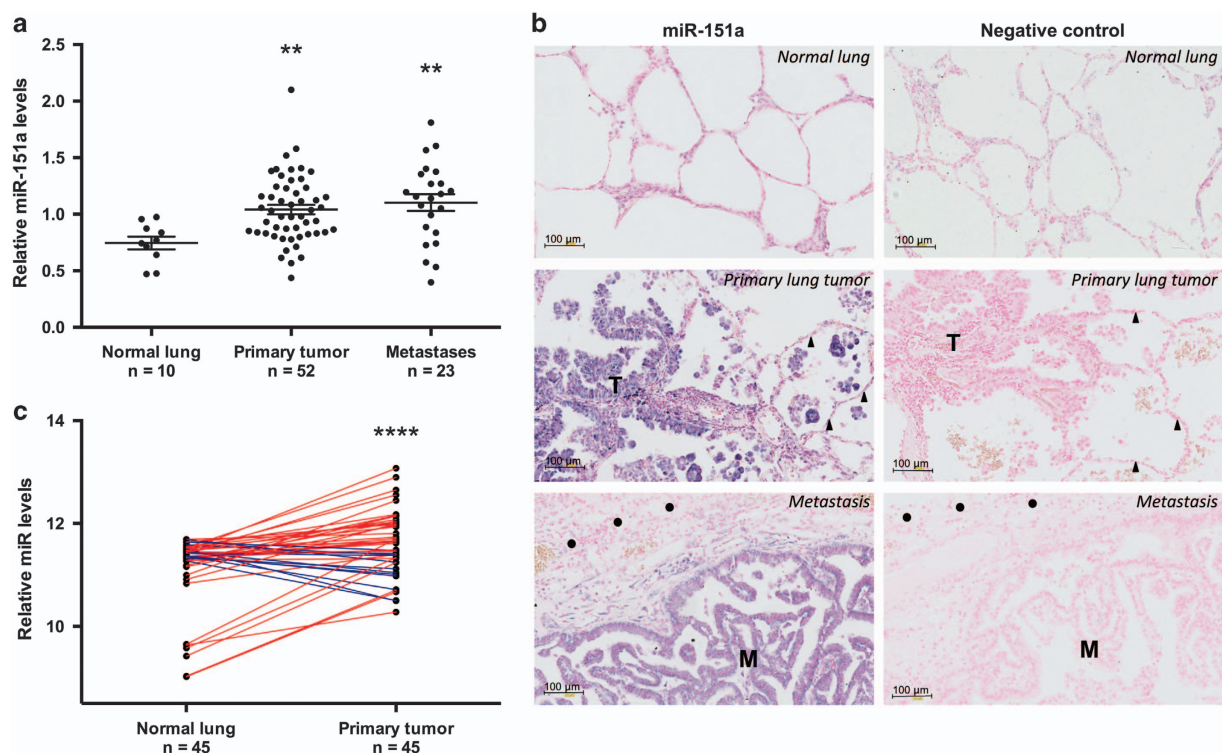 a
Relative miR-151a levels
2.5
2.0
1.5
1.0
0.5
0.0
**
**
Normal lung
n = 10
Primary tumor
n = 52
Metastases
n = 23
b
miR-151a
Negative control
Normal lung
100 µm
Normal lung
100 µm
Primary lung tumor
T
100 µm
Primary lung tumor
T
100 µm
Metastasis
M
100 µm
Metastasis
M
100 µm
c
Relative miR levels
14
12
10
****
Normal lung
n = 45
Primary tumor
n = 45